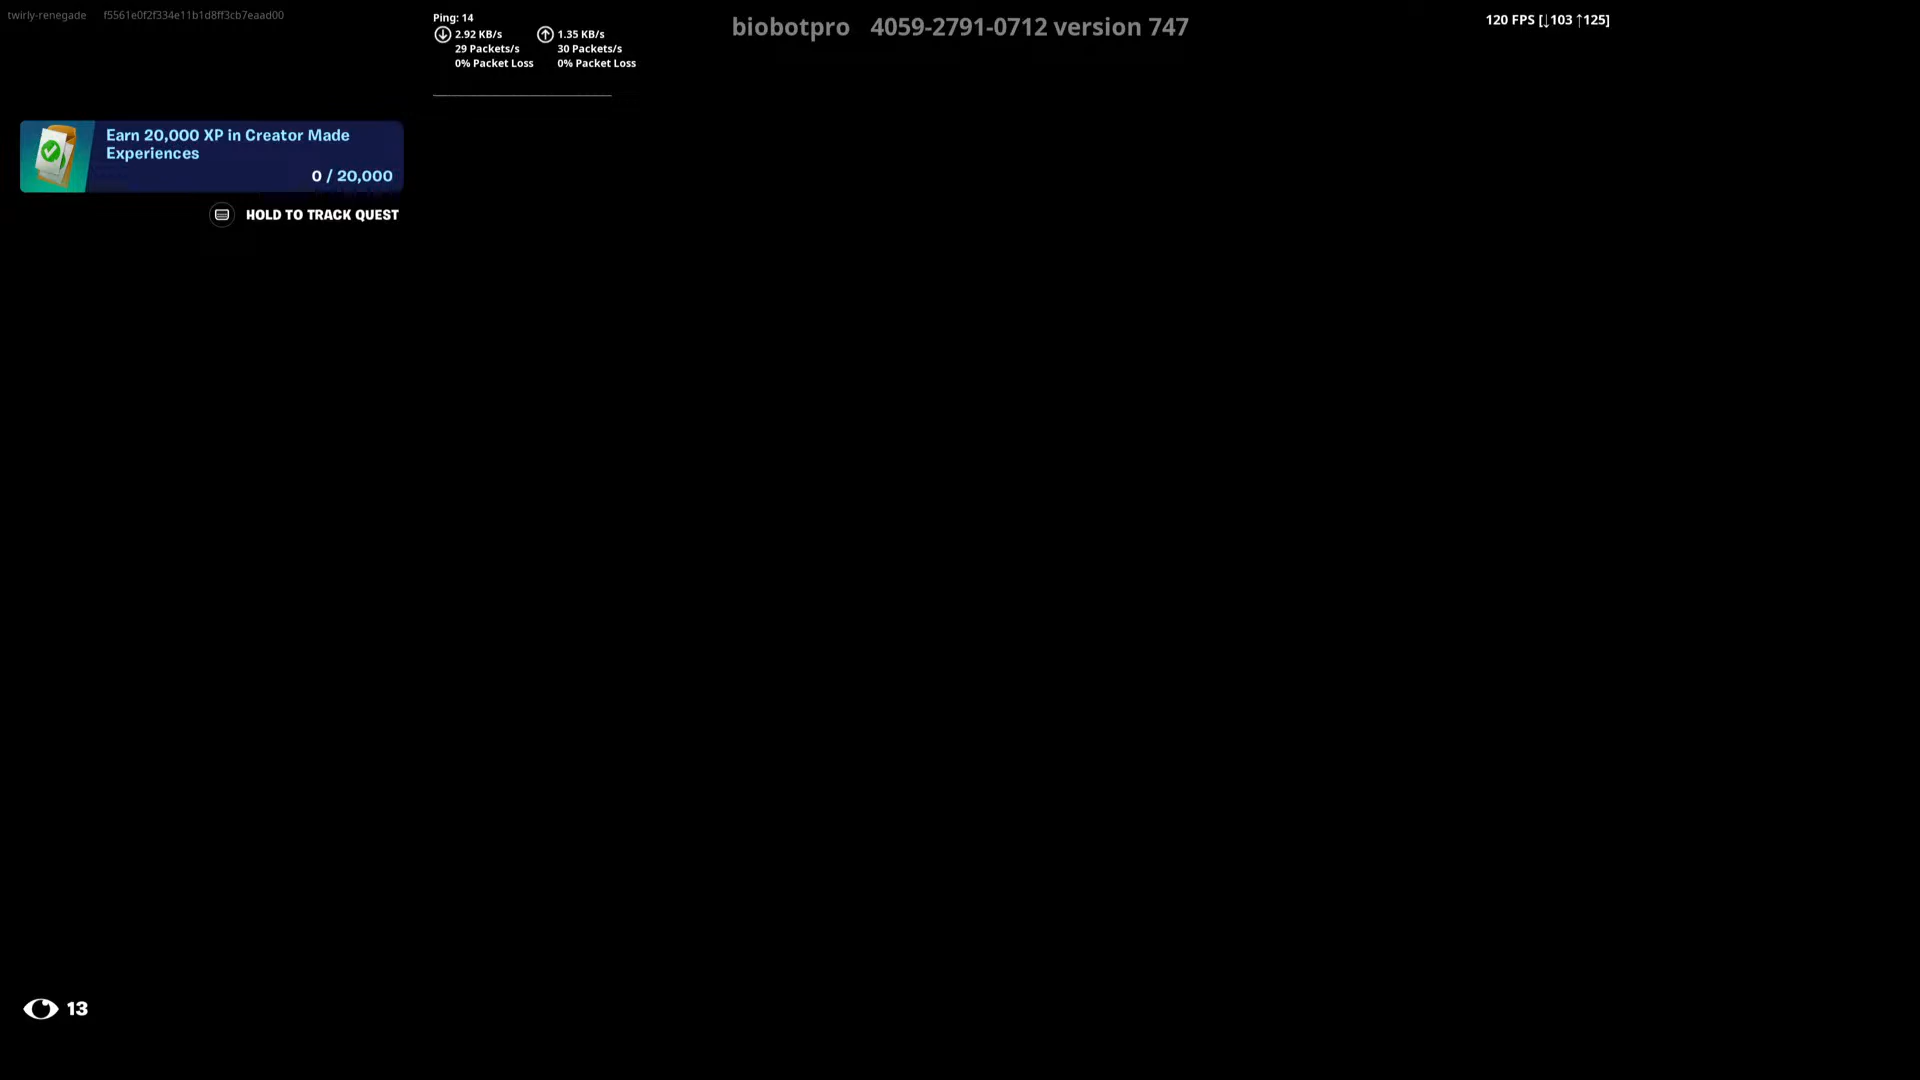 twirly-renegade f5561e0f2f334e11b1d8ff3cb7eaad00
Ping: 14
2.92 KB/s 1.35 KB/s
29 Packets/s 30 Packets/s
0% Packet Loss 0% Packet Loss
biobotpro 4059-2791-0712 version 747
120 FPS [↓103 ↑125]
Earn 20,000 XP in Creator Made
Experiences
0 / 20,000
HOLD TO TRACK QUEST
13